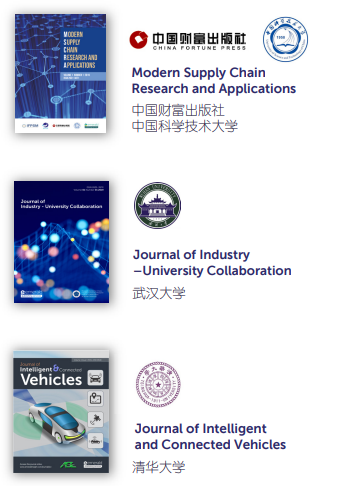 MODERN
SUPPLY
CHAIN
RESEARCH AND
APPLICATIONS
中国财富出版社
CHINA FORTUNE PRESS
1958
Modern Supply Chain
Research and Applications
中国财富出版社
中国科学技术大学
Journal of
Industry - University Collaboration
Journal of Industry
–University Collaboration
武汉大学
Journal of
Intelligent & Connected
Vehicles
Journal of Intelligent
and Connected Vehicles
清华大学